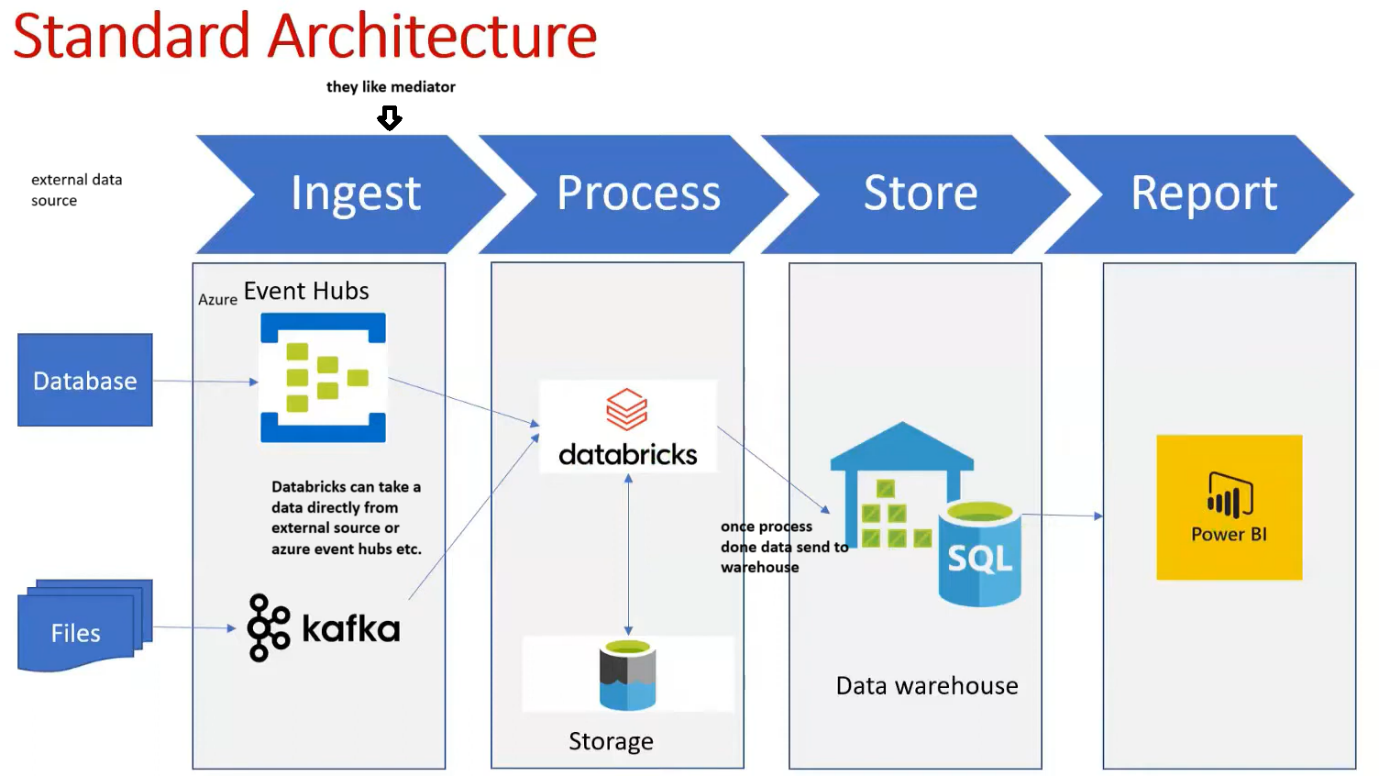 Standard Architecture
they like mediator
external data
source
Ingest
Process
Store
Report
Azure Event Hubs
Database
Databricks can take a
data directly from
external source or
azure event hubs etc.
Files
kafka
databricks
Storage
once process
done data send to
warehouse
SQL
Data warehouse
Power BI